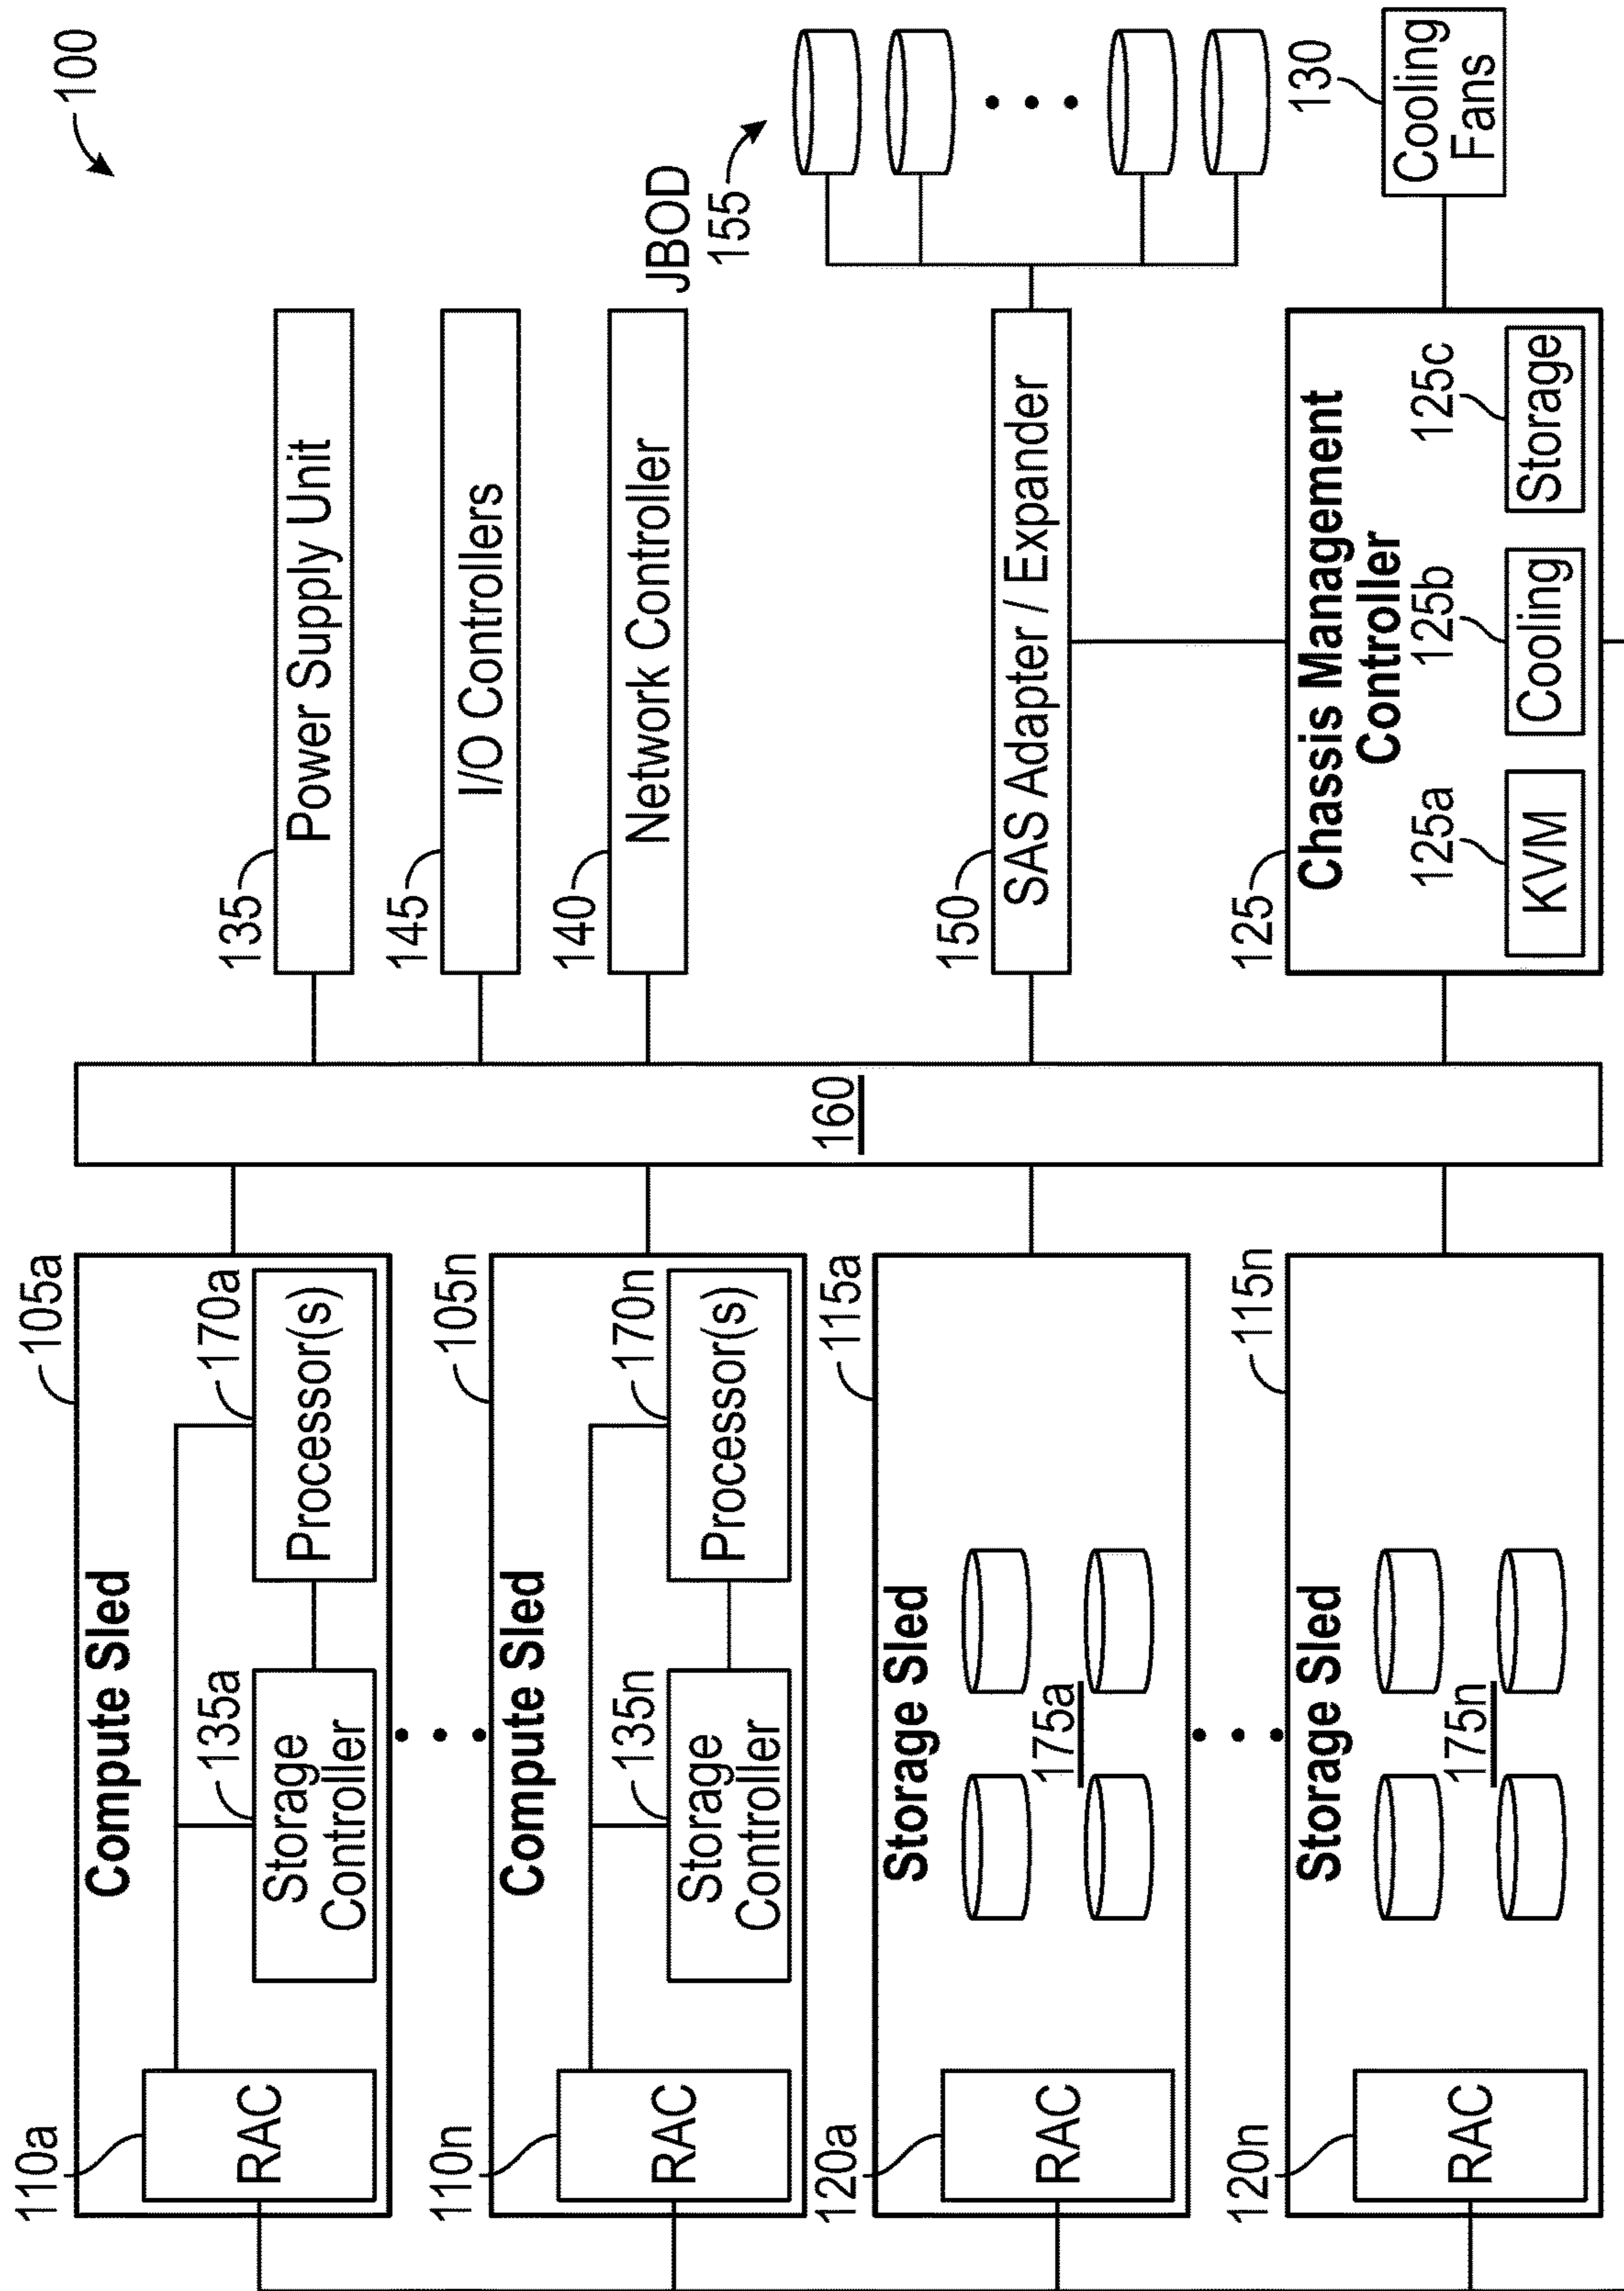 100
105a
Compute Sled
110a
RAC
135a
Storage
Controller
170a
Processor(s)
105n
Compute Sled
110n
RAC
135n
Storage
Controller
170n
Processor(s)
115a
Storage Sled
120a
RAC
175a
115n
Storage Sled
120n
RAC
175n
160
135
Power Supply Unit
145
I/O Controllers
140
Network Controller
JBOD
155
150
SAS Adapter / Expander
125
Chassis Management
Controller
125a
KVM
125b
Cooling
125c
Storage
130
Cooling
Fans